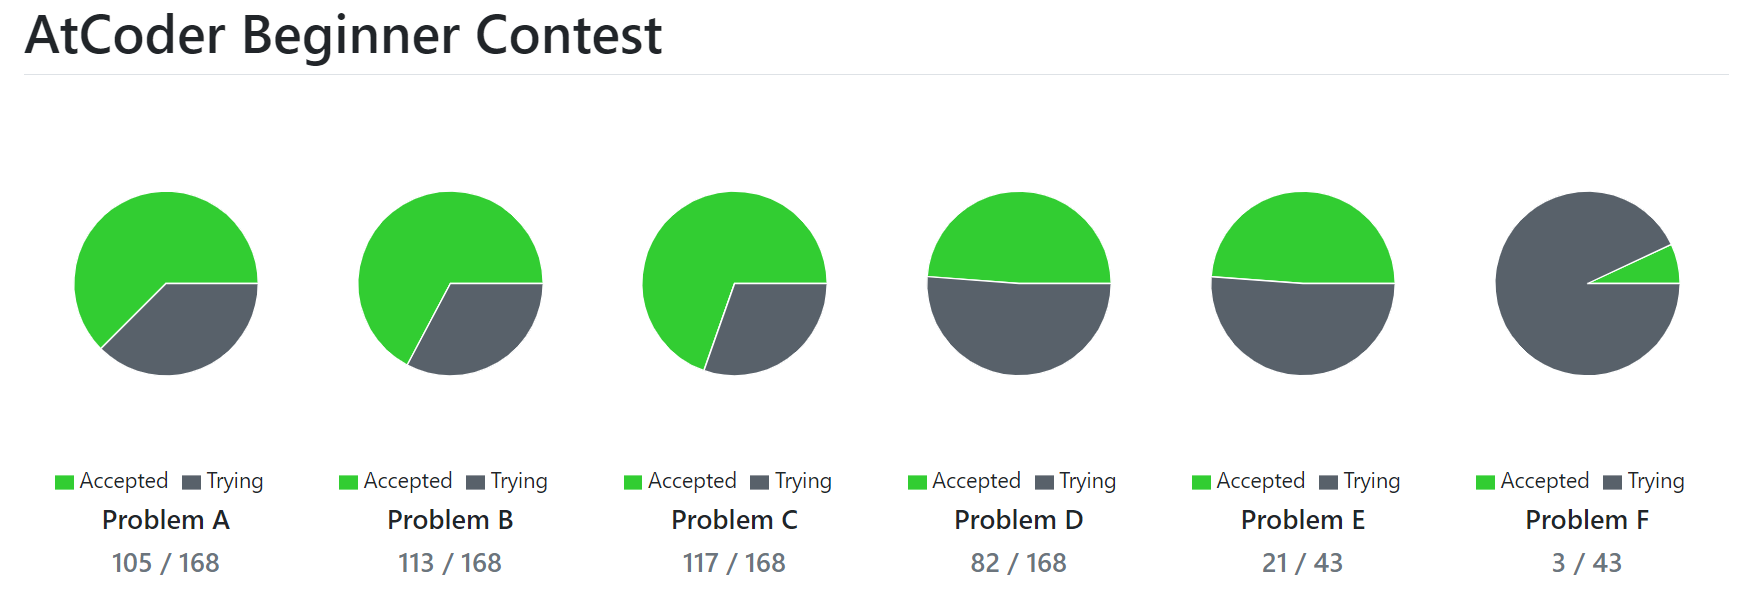 AtCoder Beginner Contest
Accepted Trying Accepted Trying Accepted Trying Accepted Trying Accepted Trying Accepted Trying
Problem A Problem B Problem C Problem D Problem E Problem F
105 / 168 113 / 168 117 / 168 82 / 168 21 / 43 3 / 43